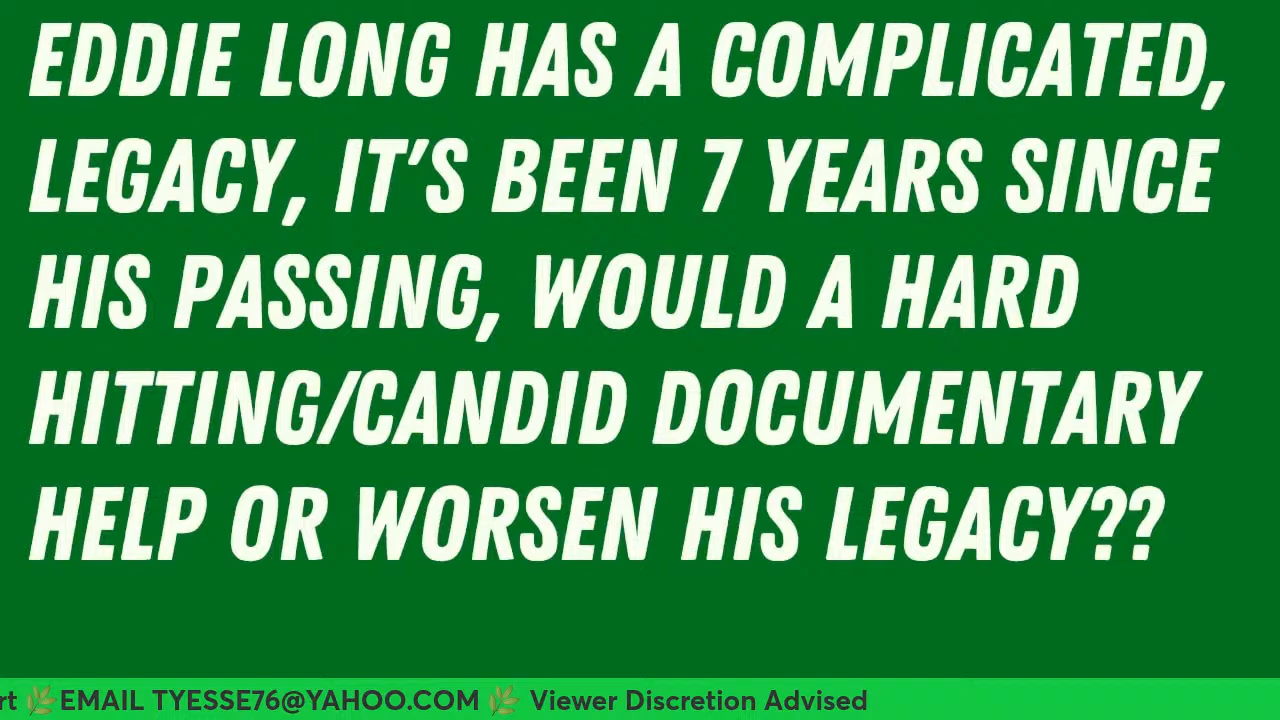 EDDIE LONG HAS A COMPLICATED,
LEGACY, IT'S BEEN 7 YEARS SINCE
HIS PASSING, WOULD A HARD
HITTING/CANDID DOCUMENTARY
HELP OR WORSEN HIS LEGACY??
rt 🌿EMAIL TYESSE76@YAHOO.COM 🌿 Viewer Discretion Advised